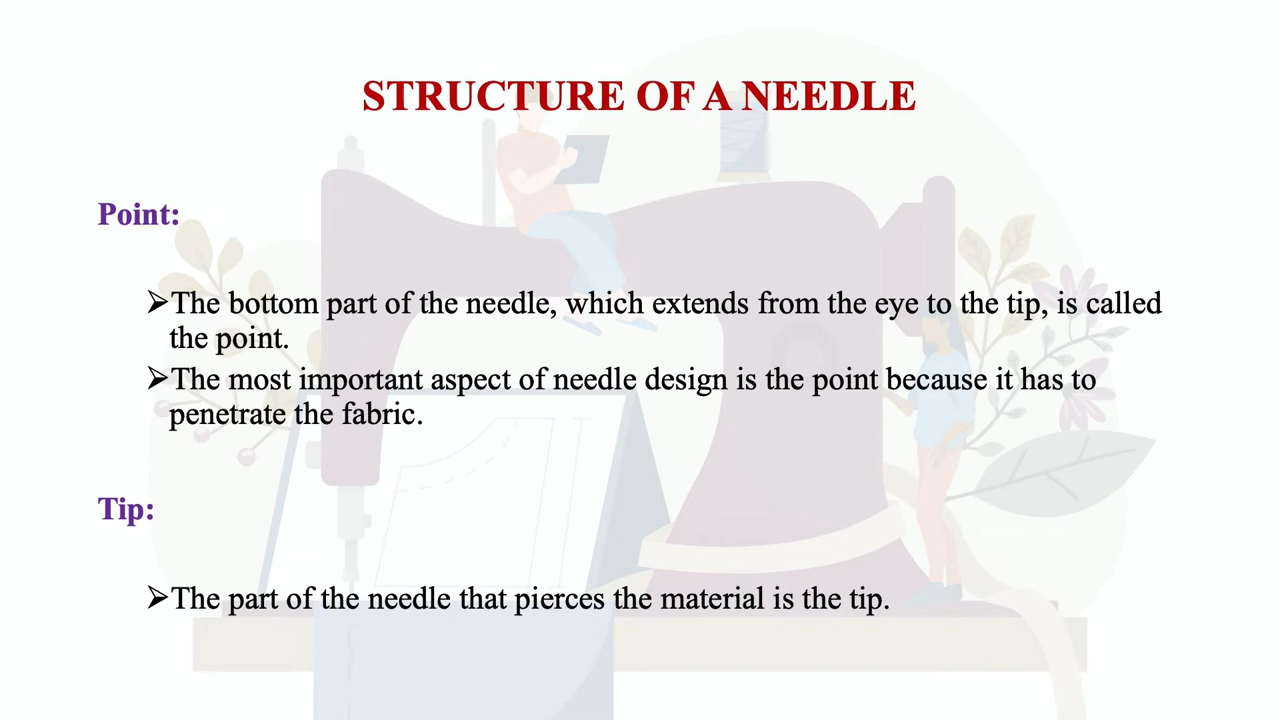 STRUCTURE OF A NEEDLE
Point:
➢The bottom part of the needle, which extends from the eye to the tip, is called
the point.
➢The most important aspect of needle design is the point because it has to
penetrate the fabric.
Tip:
➢The part of the needle that pierces the material is the tip.